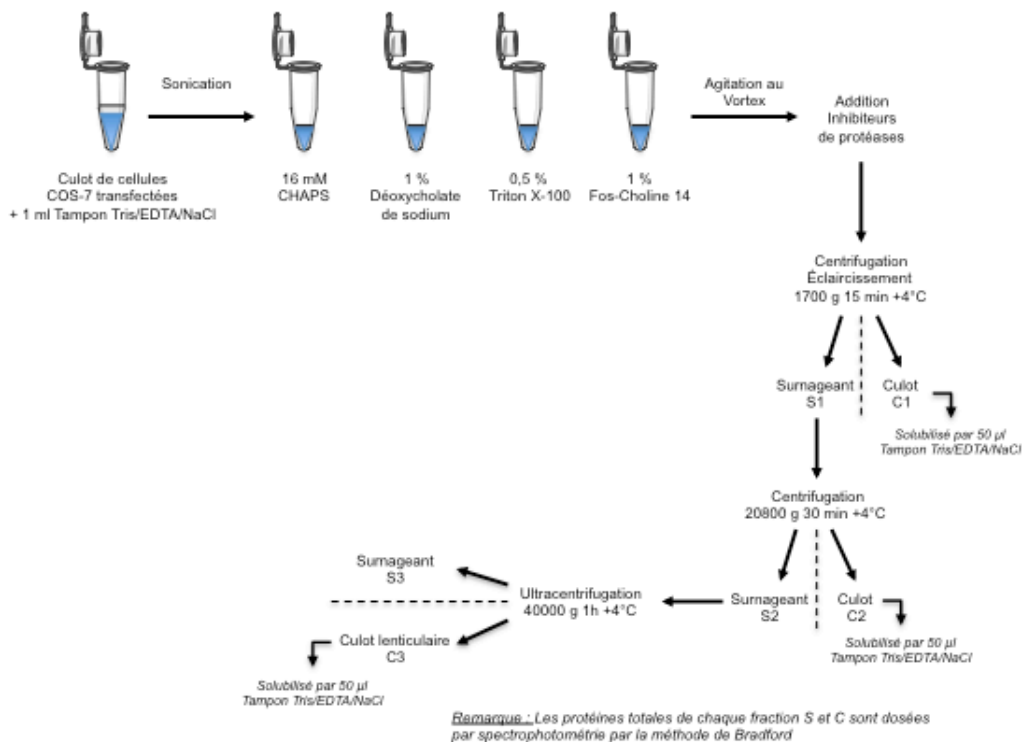 Sonication
Culot de cellules
COS-7 transfectées
+ 1 ml Tampon Tris/EDTA/NaCl
16 mM
CHAPS
1 %
Déoxycholate
de sodium
0,5 %
Triton X-100
1 %
Fos-Choline 14
Agitation au
Vortex
Addition
Inhibiteurs
de protéases
Centrifugation
Éclaircissement
1700 g 15 min +4°C
Surnageant
S1
Culot
C1
Solubilisé par 50 µl
Tampon Tris/EDTA/NaCl
Centrifugation
20800 g 30 min +4°C
Surnageant
S2
Culot
C2
Solubilisé par 50 µl
Tampon Tris/EDTA/NaCl
Ultracentrifugation
40000 g 1h +4°C
Surnageant
S3
Culot lenticulaire
C3
Solubilisé par 50 µl
Tampon Tris/EDTA/NaCl
Remarque : Les protéines totales de chaque fraction S et C sont dosées
par spectrophotométrie par la méthode de Bradford